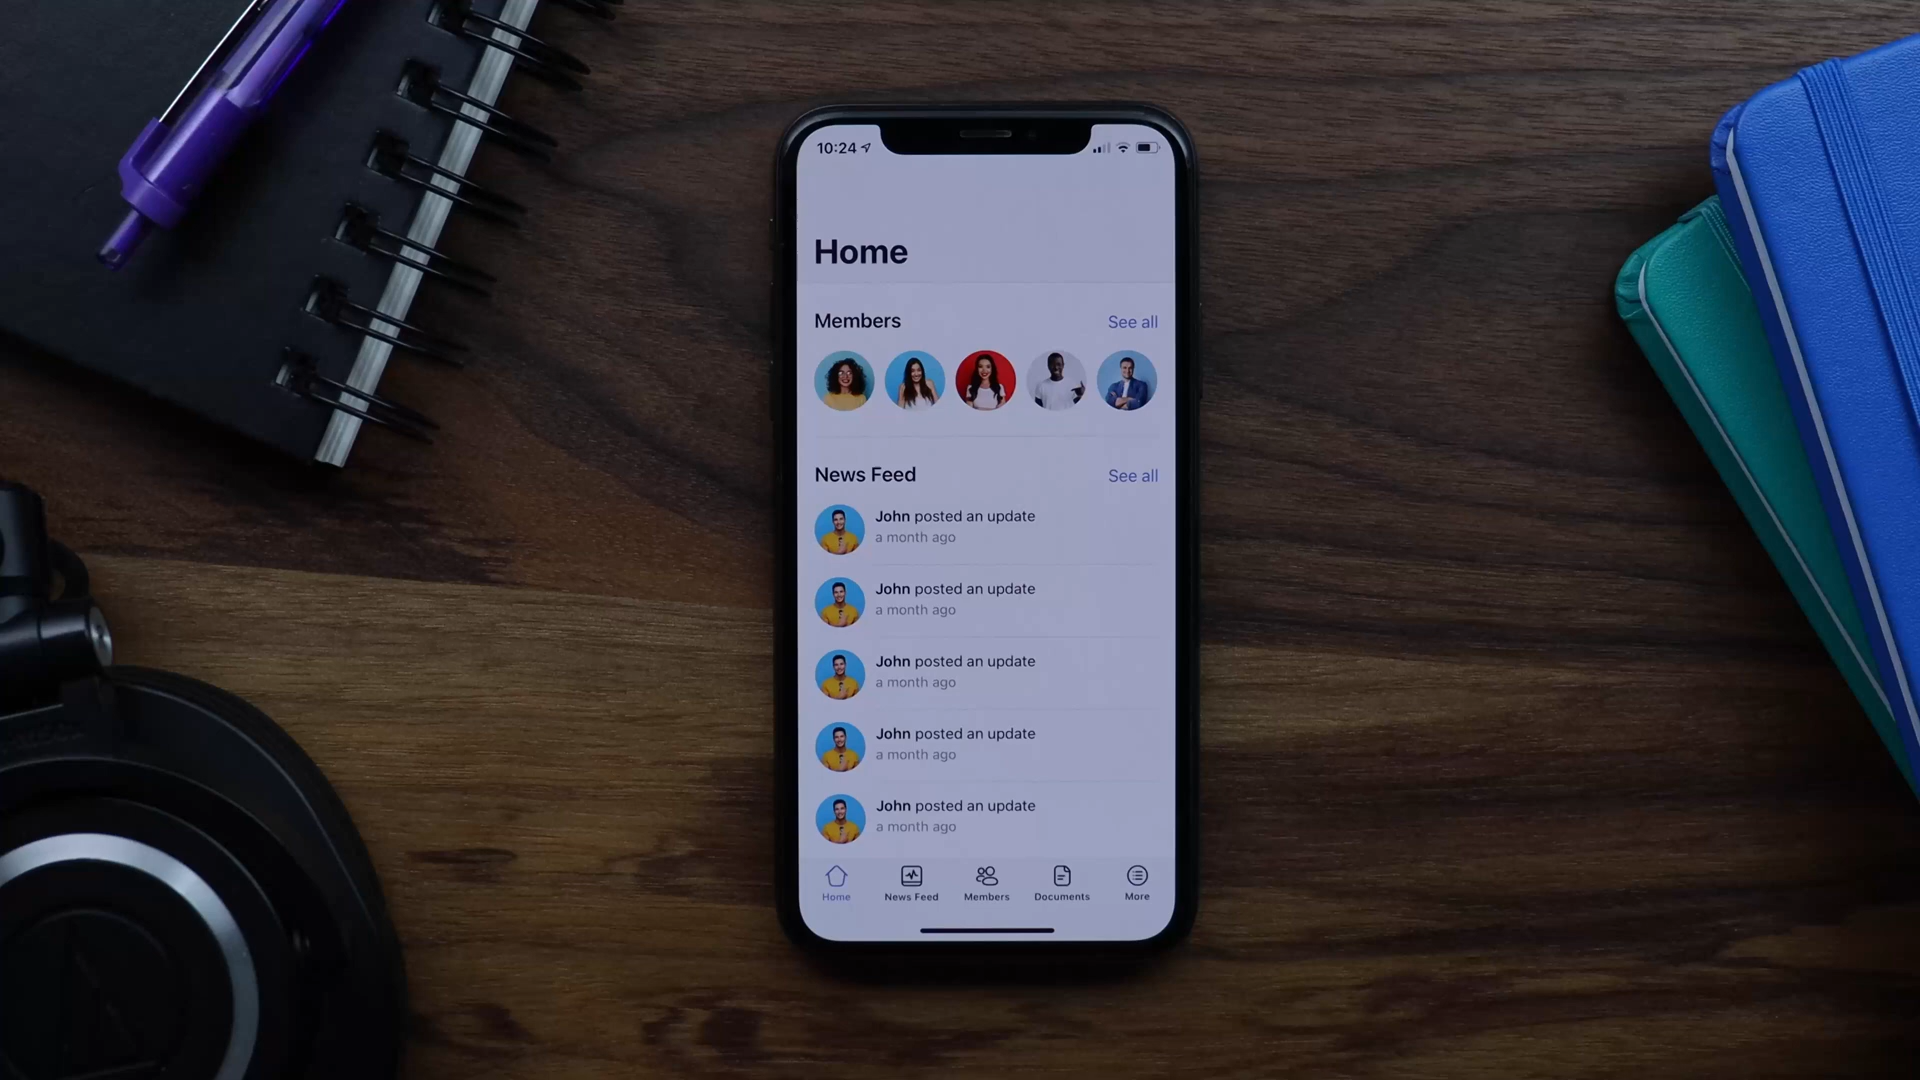 10:24
Home
Members
See all
News Feed
See all
John posted an update
a month ago
John posted an update
a month ago
John posted an update
a month ago
John posted an update
a month ago
John posted an update
a month ago
Home
News Feed
Members
Documents
More